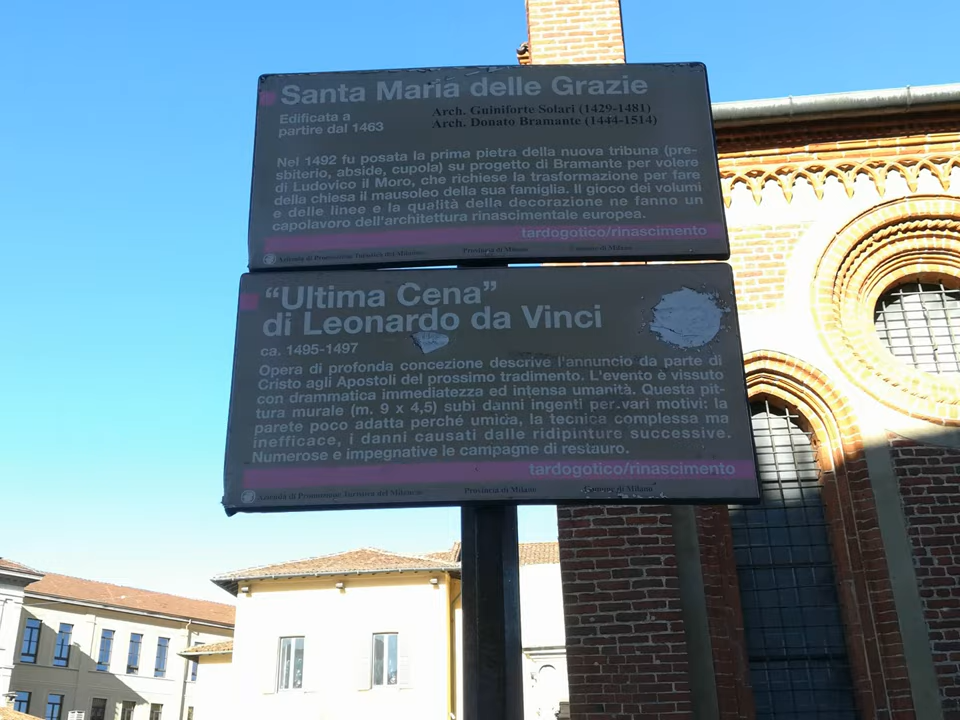 Santa Maria delle Grazie
Edificata a
partire dal 1463
Arch. Guiniforte Solari (1429-1481)
Arch. Donato Bramante (1444-1514)
Nel 1492 fu posata la prima pietra della nuova tribuna (pre-
sbiterio, abside, cupola) su progetto di Bramante per volere
di Ludovico il Moro, che richiese la trasformazione per fare
della chiesa il mausoleo della sua famiglia. Il gioco dei volumi
e delle linee e la qualità della decorazione ne fanno un
capolavoro dell'architettura rinascimentale europea.
tardogotico/rinascimento
Azienda di Promozione Turistica del Milanese Provincia di Milano Comune di Milano
"Ultima Cena"
di Leonardo da Vinci
ca. 1495-1497
Opera di profonda concezione descrive l'annuncio da parte di
Cristo agli Apostoli del prossimo tradimento. L'evento è vissuto
con drammatica immediatezza ed intensa umanità. Questa pit-
tura murale (m. 9 x 4,5) subì danni ingenti per vari motivi: la
parete poco adatta perché umida, la tecnica complessa ma
inefficace, i danni causati dalle ridipinture successive.
Numerose e impegnative le campagne di restauro.
tardogotico/rinascimento
Azienda di Promozione Turistica del Milanese Provincia di Milano Comune di Milano